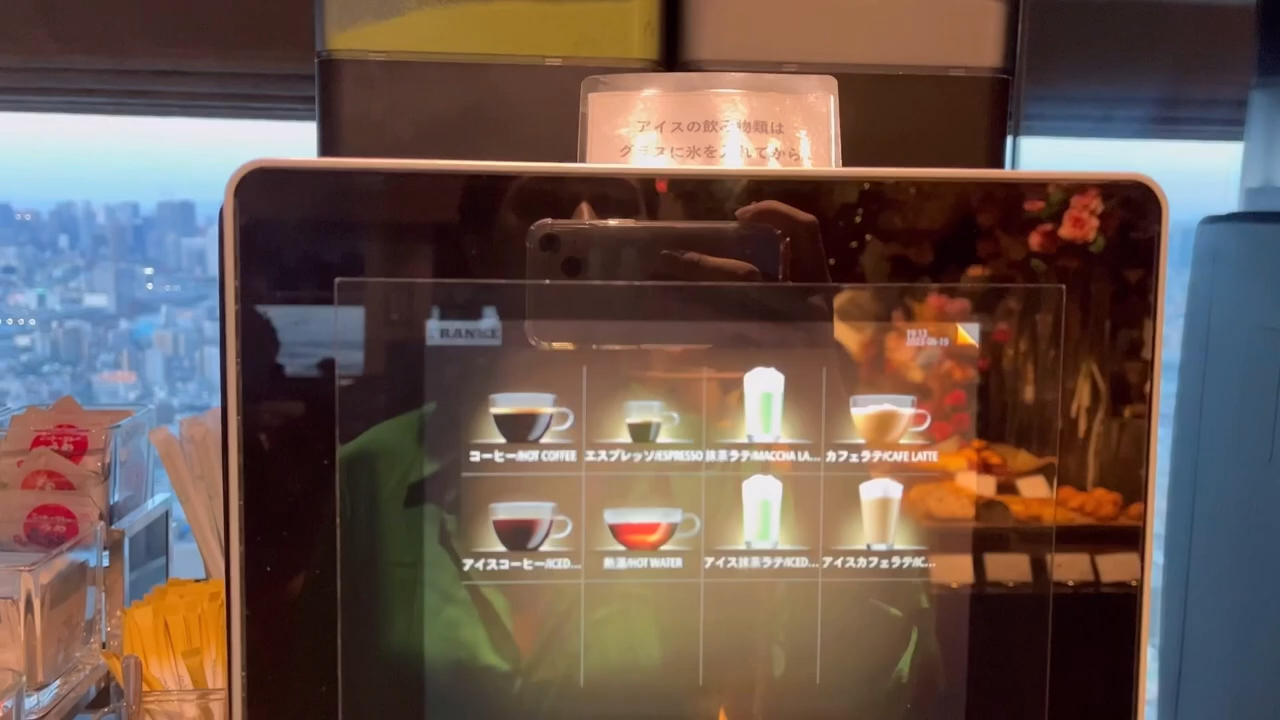 アイスの飲み物類は
グラスに氷を入れてから
FRANKE
コーヒー/HOT COFFEE
エスプレッソ/ESPRESSO
抹茶ラテ/MACCHA LA...
カフェラテ/CAFE LATTE
アイスコーヒー/ICED...
熱湯/HOT WATER
アイス抹茶ラテ/ICED...
アイスカフェラテ/IC...